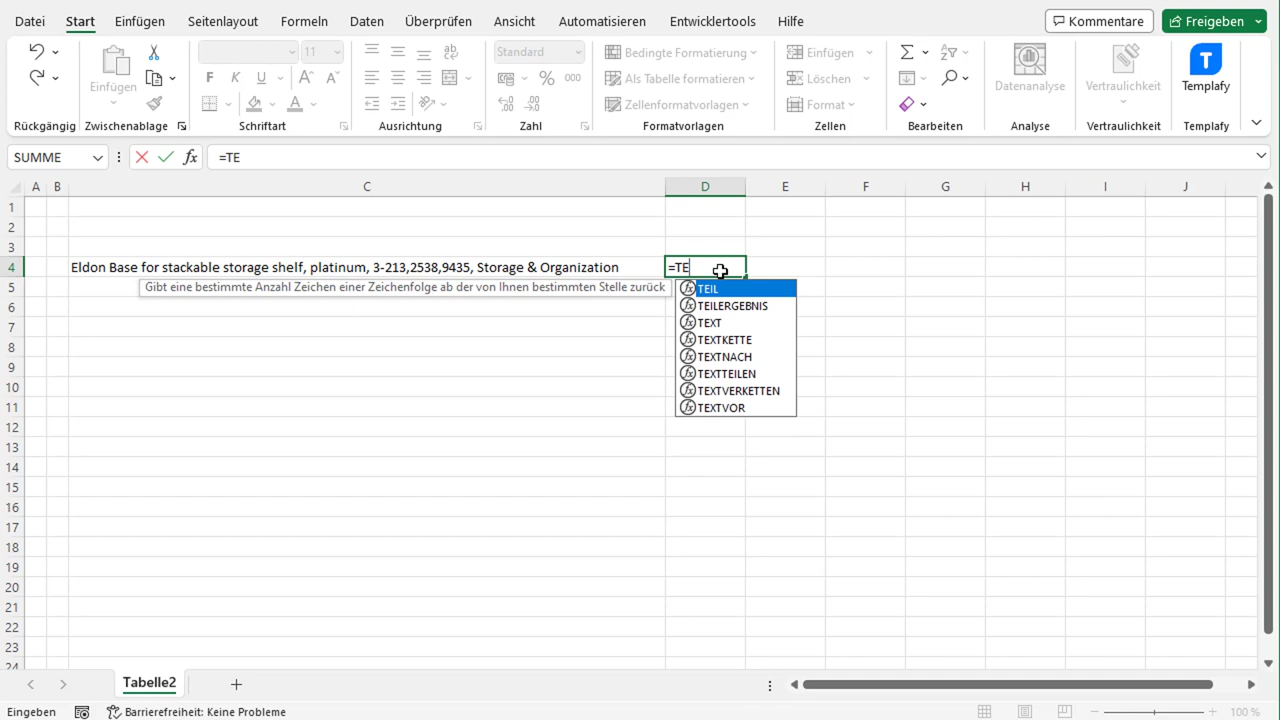 Datei Start Einfügen Seitenlayout Formeln Daten Überprüfen Ansicht Automatisieren Entwicklertools Hilfe Kommentare Freigeben
11 Standard Bedingte Formatierung Einfügen
Einfügen F K U Als Tabelle formatieren Löschen Datenanalyse Vertraulichkeit Templafy
Zellenformatvorlagen Format
Rückgängig Zwischenablage Schriftart Ausrichtung Zahl Formatvorlagen Zellen Bearbeiten Analyse Vertraulichkeit Templafy
SUMME fx =TE
A B C D E F G H I J
1
2
3
4 Eldon Base for stackable storage shelf, platinum, 3-213,2538,9435, Storage & Organization =TE
5 Gibt eine bestimmte Anzahl Zeichen einer Zeichenfolge ab der von Ihnen bestimmten Stelle zurück TEIL
6 TEILERGEBNIS
7 TEXT
8 TEXTKETTE
9 TEXTNACH
10 TEXTTEILEN
11 TEXTVERKETTEN
12 TEXTVOR
13
14
15
16
17
18
19
20
21
22
23
24
Tabelle2
Eingeben Barrierefreiheit: Keine Probleme 100 %